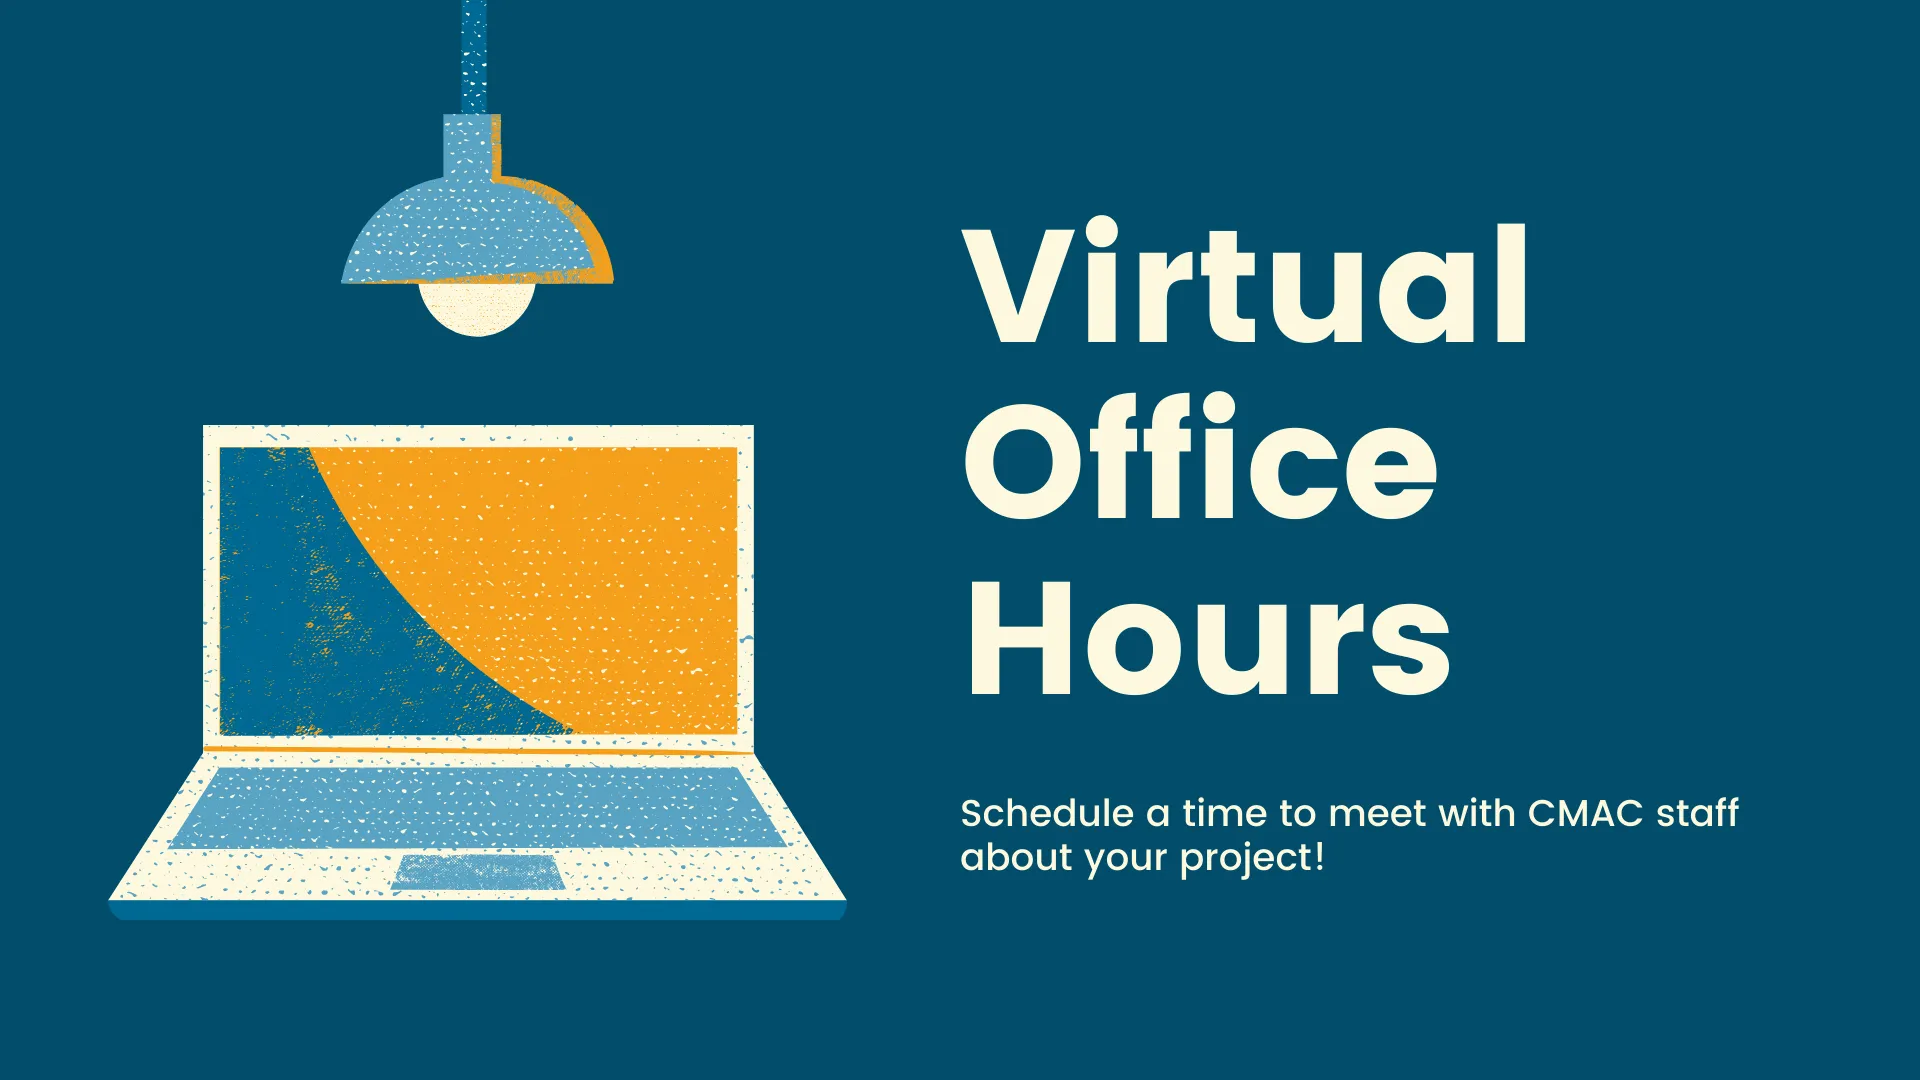 Virtual
Office
Hours
Schedule a time to meet with CMAC staff
about your project!